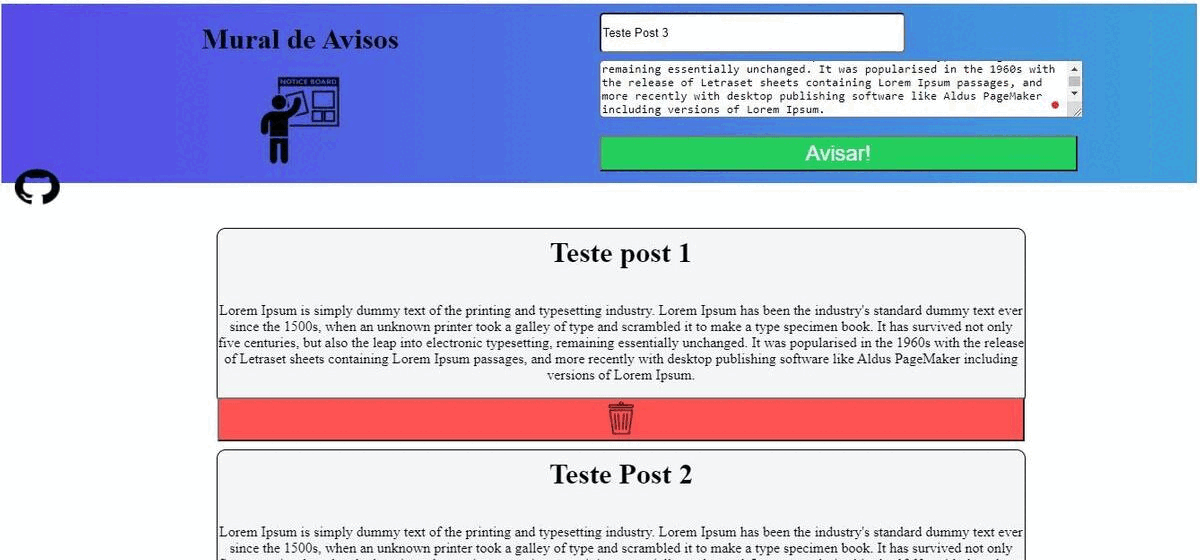 Mural de Avisos
NOTICE BOARD
Teste Post 3
remaining essentially unchanged. It was popularised in the 1960s with
the release of Letraset sheets containing Lorem Ipsum passages, and
more recently with desktop publishing software like Aldus PageMaker
including versions of Lorem Ipsum.
Avisar!
Teste post 1
Lorem Ipsum is simply dummy text of the printing and typesetting industry. Lorem Ipsum has been the industry's standard dummy text ever
since the 1500s, when an unknown printer took a galley of type and scrambled it to make a type specimen book. It has survived not only
five centuries, but also the leap into electronic typesetting, remaining essentially unchanged. It was popularised in the 1960s with the release
of Letraset sheets containing Lorem Ipsum passages, and more recently with desktop publishing software like Aldus PageMaker including
versions of Lorem Ipsum.
Teste Post 2
Lorem Ipsum is simply dummy text of the printing and typesetting industry. Lorem Ipsum has been the industry's standard dummy text ever
since the 1500s, when an unknown printer took a galley of type and scrambled it to make a type specimen book. It has survived not only